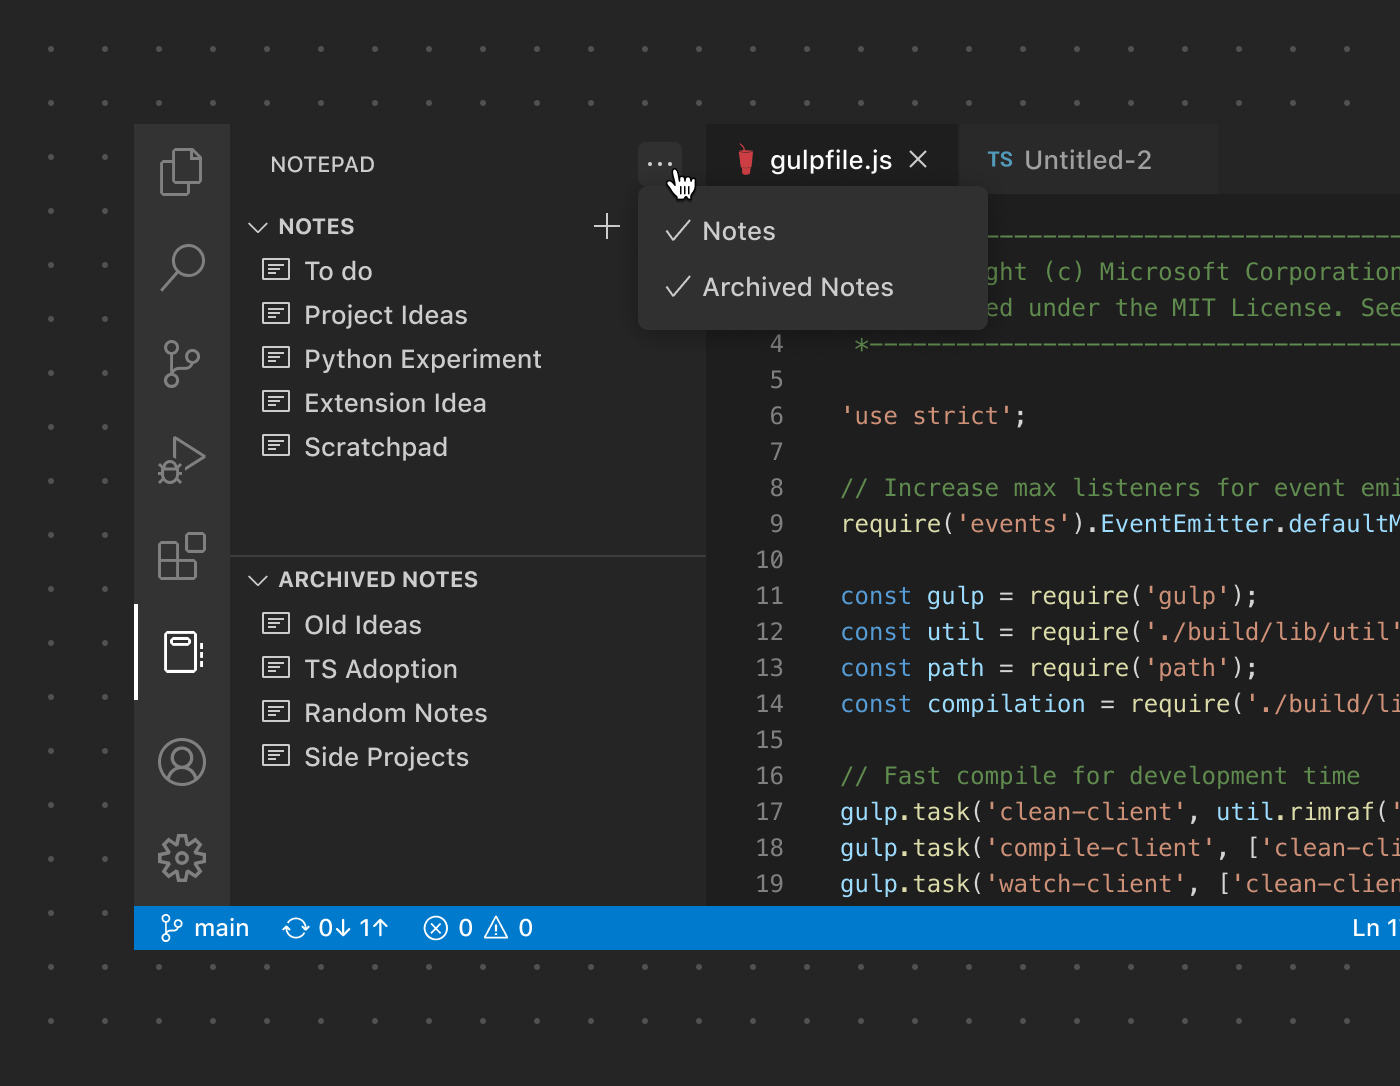 NOTEPAD
NOTES
To do
Project Ideas
Python Experiment
Extension Idea
Scratchpad
ARCHIVED NOTES
Old Ideas
TS Adoption
Random Notes
Side Projects
Notes
Archived Notes
gulpfile.js
TS Untitled-2
ght (c) Microsoft Corporation
ed under the MIT License. See
4 *--------------------------------------
5
6 'use strict';
7
8 // Increase max listeners for event emi
9 require('events').EventEmitter.defaultM
10
11 const gulp = require('gulp');
12 const util = require('./build/lib/util'
13 const path = require('path');
14 const compilation = require('./build/li
15
16 // Fast compile for development time
17 gulp.task('clean-client', util.rimraf('
18 gulp.task('compile-client', ['clean-cli
19 gulp.task('watch-client', ['clean-clien
main 0↓ 1↑ 0 0 Ln 1